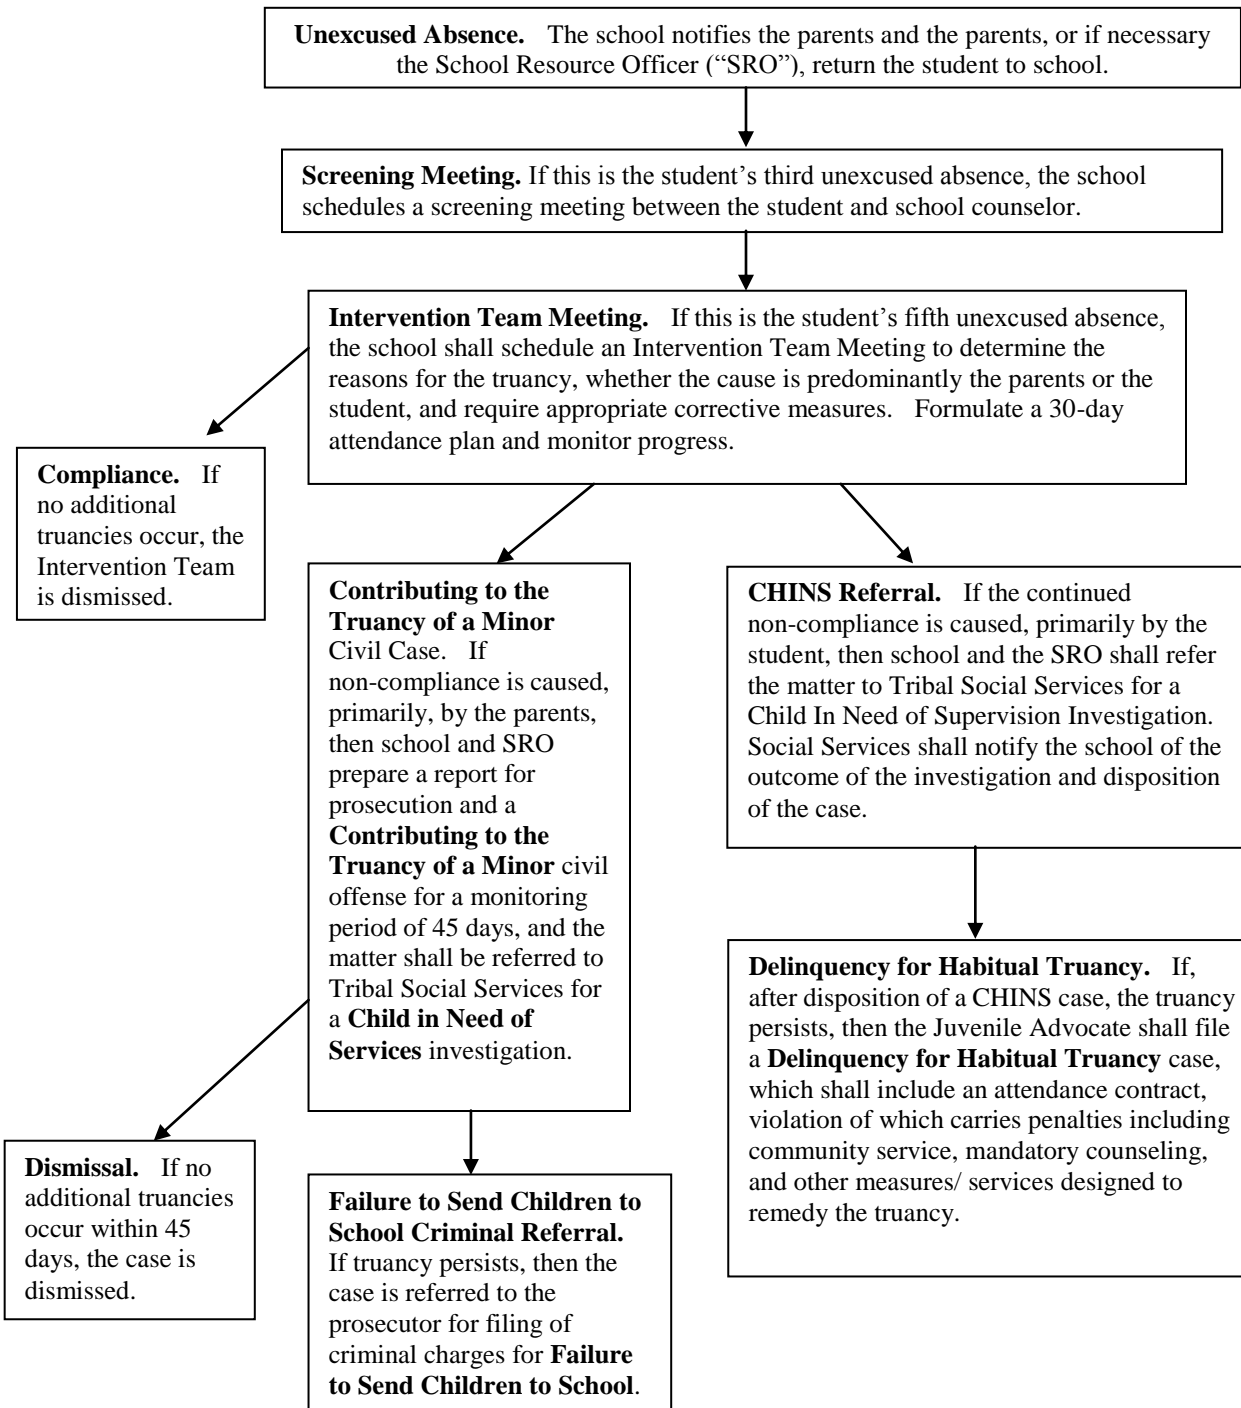 Unexcused Absence. The school notifies the parents and the parents, or if necessary
the School Resource Officer (“SRO”), return the student to school.
Screening Meeting. If this is the student’s third unexcused absence, the school
schedules a screening meeting between the student and school counselor.
Intervention Team Meeting. If this is the student’s fifth unexcused absence,
the school shall schedule an Intervention Team Meeting to determine the
reasons for the truancy, whether the cause is predominantly the parents or the
student, and require appropriate corrective measures. Formulate a 30-day
attendance plan and monitor progress.
Compliance. If
no additional
truancies occur, the
Intervention Team
is dismissed.
Contributing to the
Truancy of a Minor
Civil Case. If
non-compliance is caused,
primarily, by the parents,
then school and SRO
prepare a report for
prosecution and a
Contributing to the
Truancy of a Minor civil
offense for a monitoring
period of 45 days, and the
matter shall be referred to
Tribal Social Services for
a Child in Need of
Services investigation.
CHINS Referral. If the continued
non-compliance is caused, primarily by the
student, then school and the SRO shall refer
the matter to Tribal Social Services for a
Child In Need of Supervision Investigation.
Social Services shall notify the school of the
outcome of the investigation and disposition
of the case.
Delinquency for Habitual Truancy. If,
after disposition of a CHINS case, the truancy
persists, then the Juvenile Advocate shall file
a Delinquency for Habitual Truancy case,
which shall include an attendance contract,
violation of which carries penalties including
community service, mandatory counseling,
and other measures/ services designed to
remedy the truancy.
Dismissal. If no
additional truancies
occur within 45
days, the case is
dismissed.
Failure to Send Children to
School Criminal Referral.
If truancy persists, then the
case is referred to the
prosecutor for filing of
criminal charges for Failure
to Send Children to School.